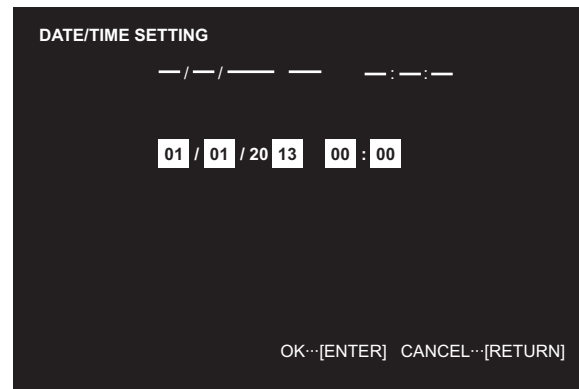 DATE/TIME SETTING
––/––/–––– ––– ––:––:––
01 / 01 / 20 13 00 : 00
OK···[ENTER] CANCEL···[RETURN]